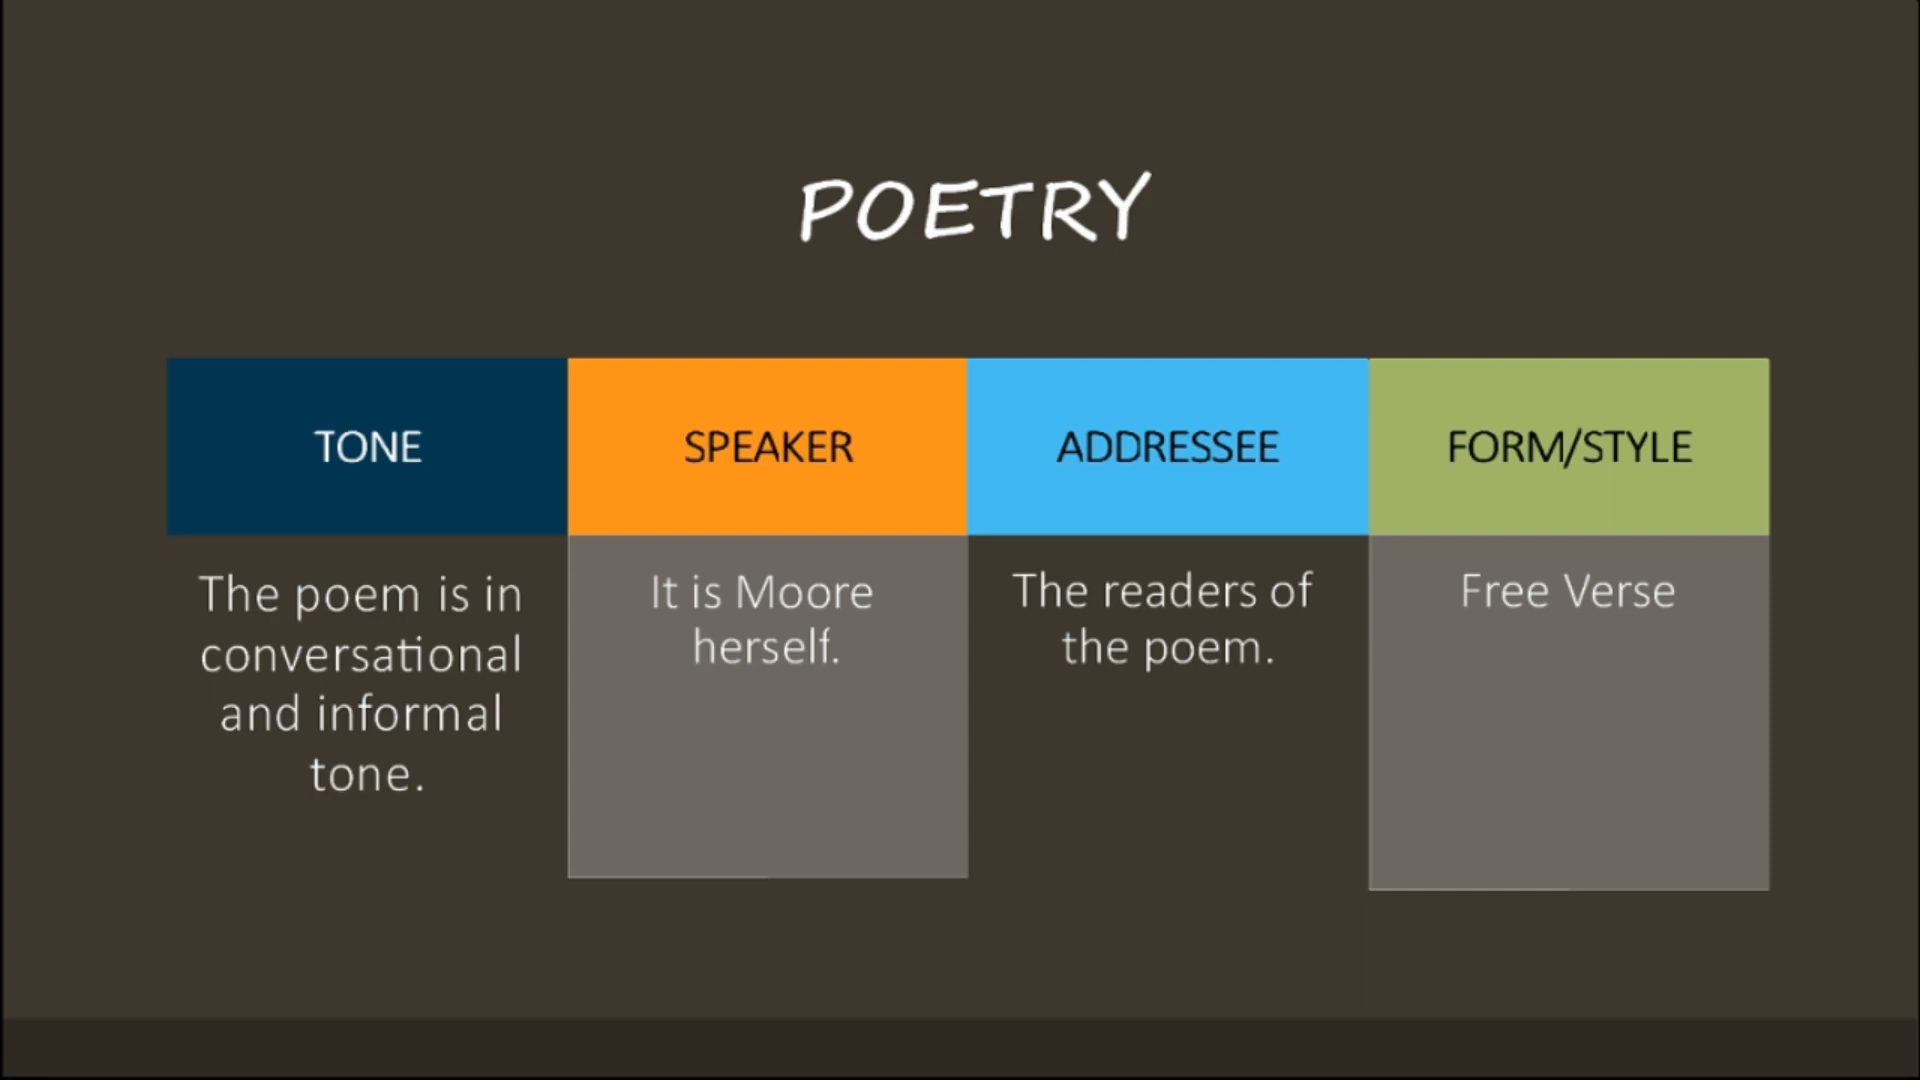 POETRY
TONE
SPEAKER
ADDRESSEE
FORM/STYLE
The poem is in
conversational
and informal
tone.
It is Moore
herself.
The readers of
the poem.
Free Verse